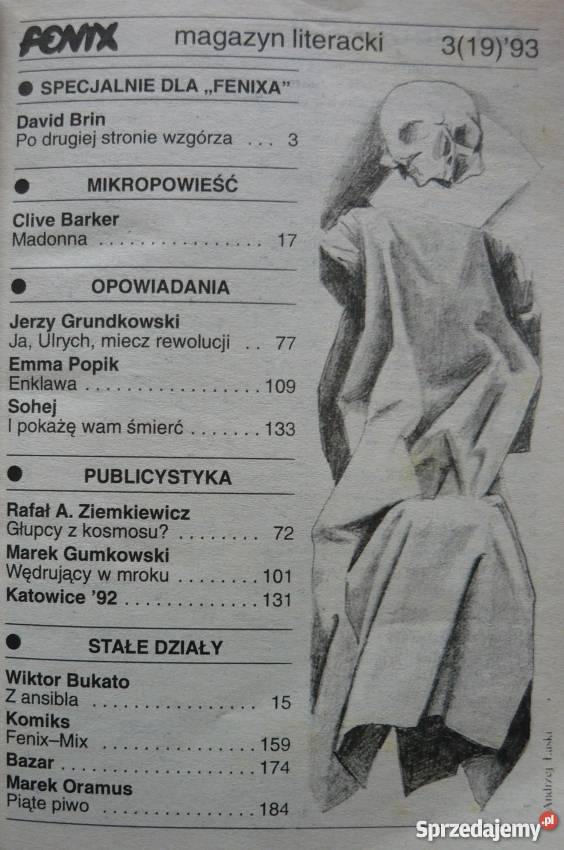 FENIX magazyn literacki 3(19)'93
● SPECJALNIE DLA „FENIXA”
David Brin
Po drugiej stronie wzgórza ... 3
● MIKROPOWIEŚĆ
Clive Barker
Madonna ................ 17
● OPOWIADANIA
Jerzy Grundkowski
Ja, Ulrych, miecz rewolucji .. 77
Emma Popik
Enklawa ................ 109
Sohej
I pokażę wam śmierć ....... 133
● PUBLICYSTYKA
Rafał A. Ziemkiewicz
Głupcy z kosmosu? ........ 72
Marek Gumkowski
Wędrujący w mroku ........ 101
Katowice '92 ............. 131
● STAŁE DZIAŁY
Wiktor Bukato
Z ansibla ................ 15
Komiks
Fenix–Mix ............... 159
Bazar ................... 174
Marek Oramus
Piąte piwo .............. 184
Andrzej Łaski
Sprzedajemy.pl